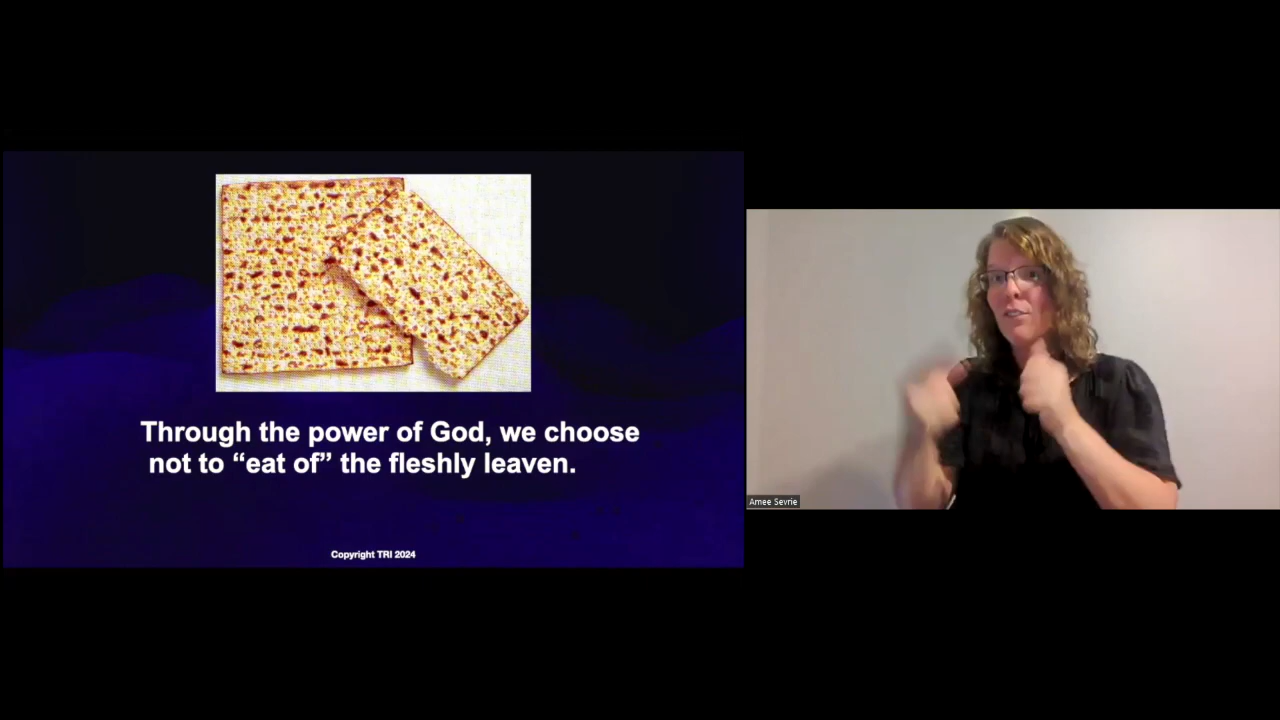 Through the power of God, we choose
not to “eat of” the fleshly leaven.
Copyright TRI 2024
Amee Sevrie